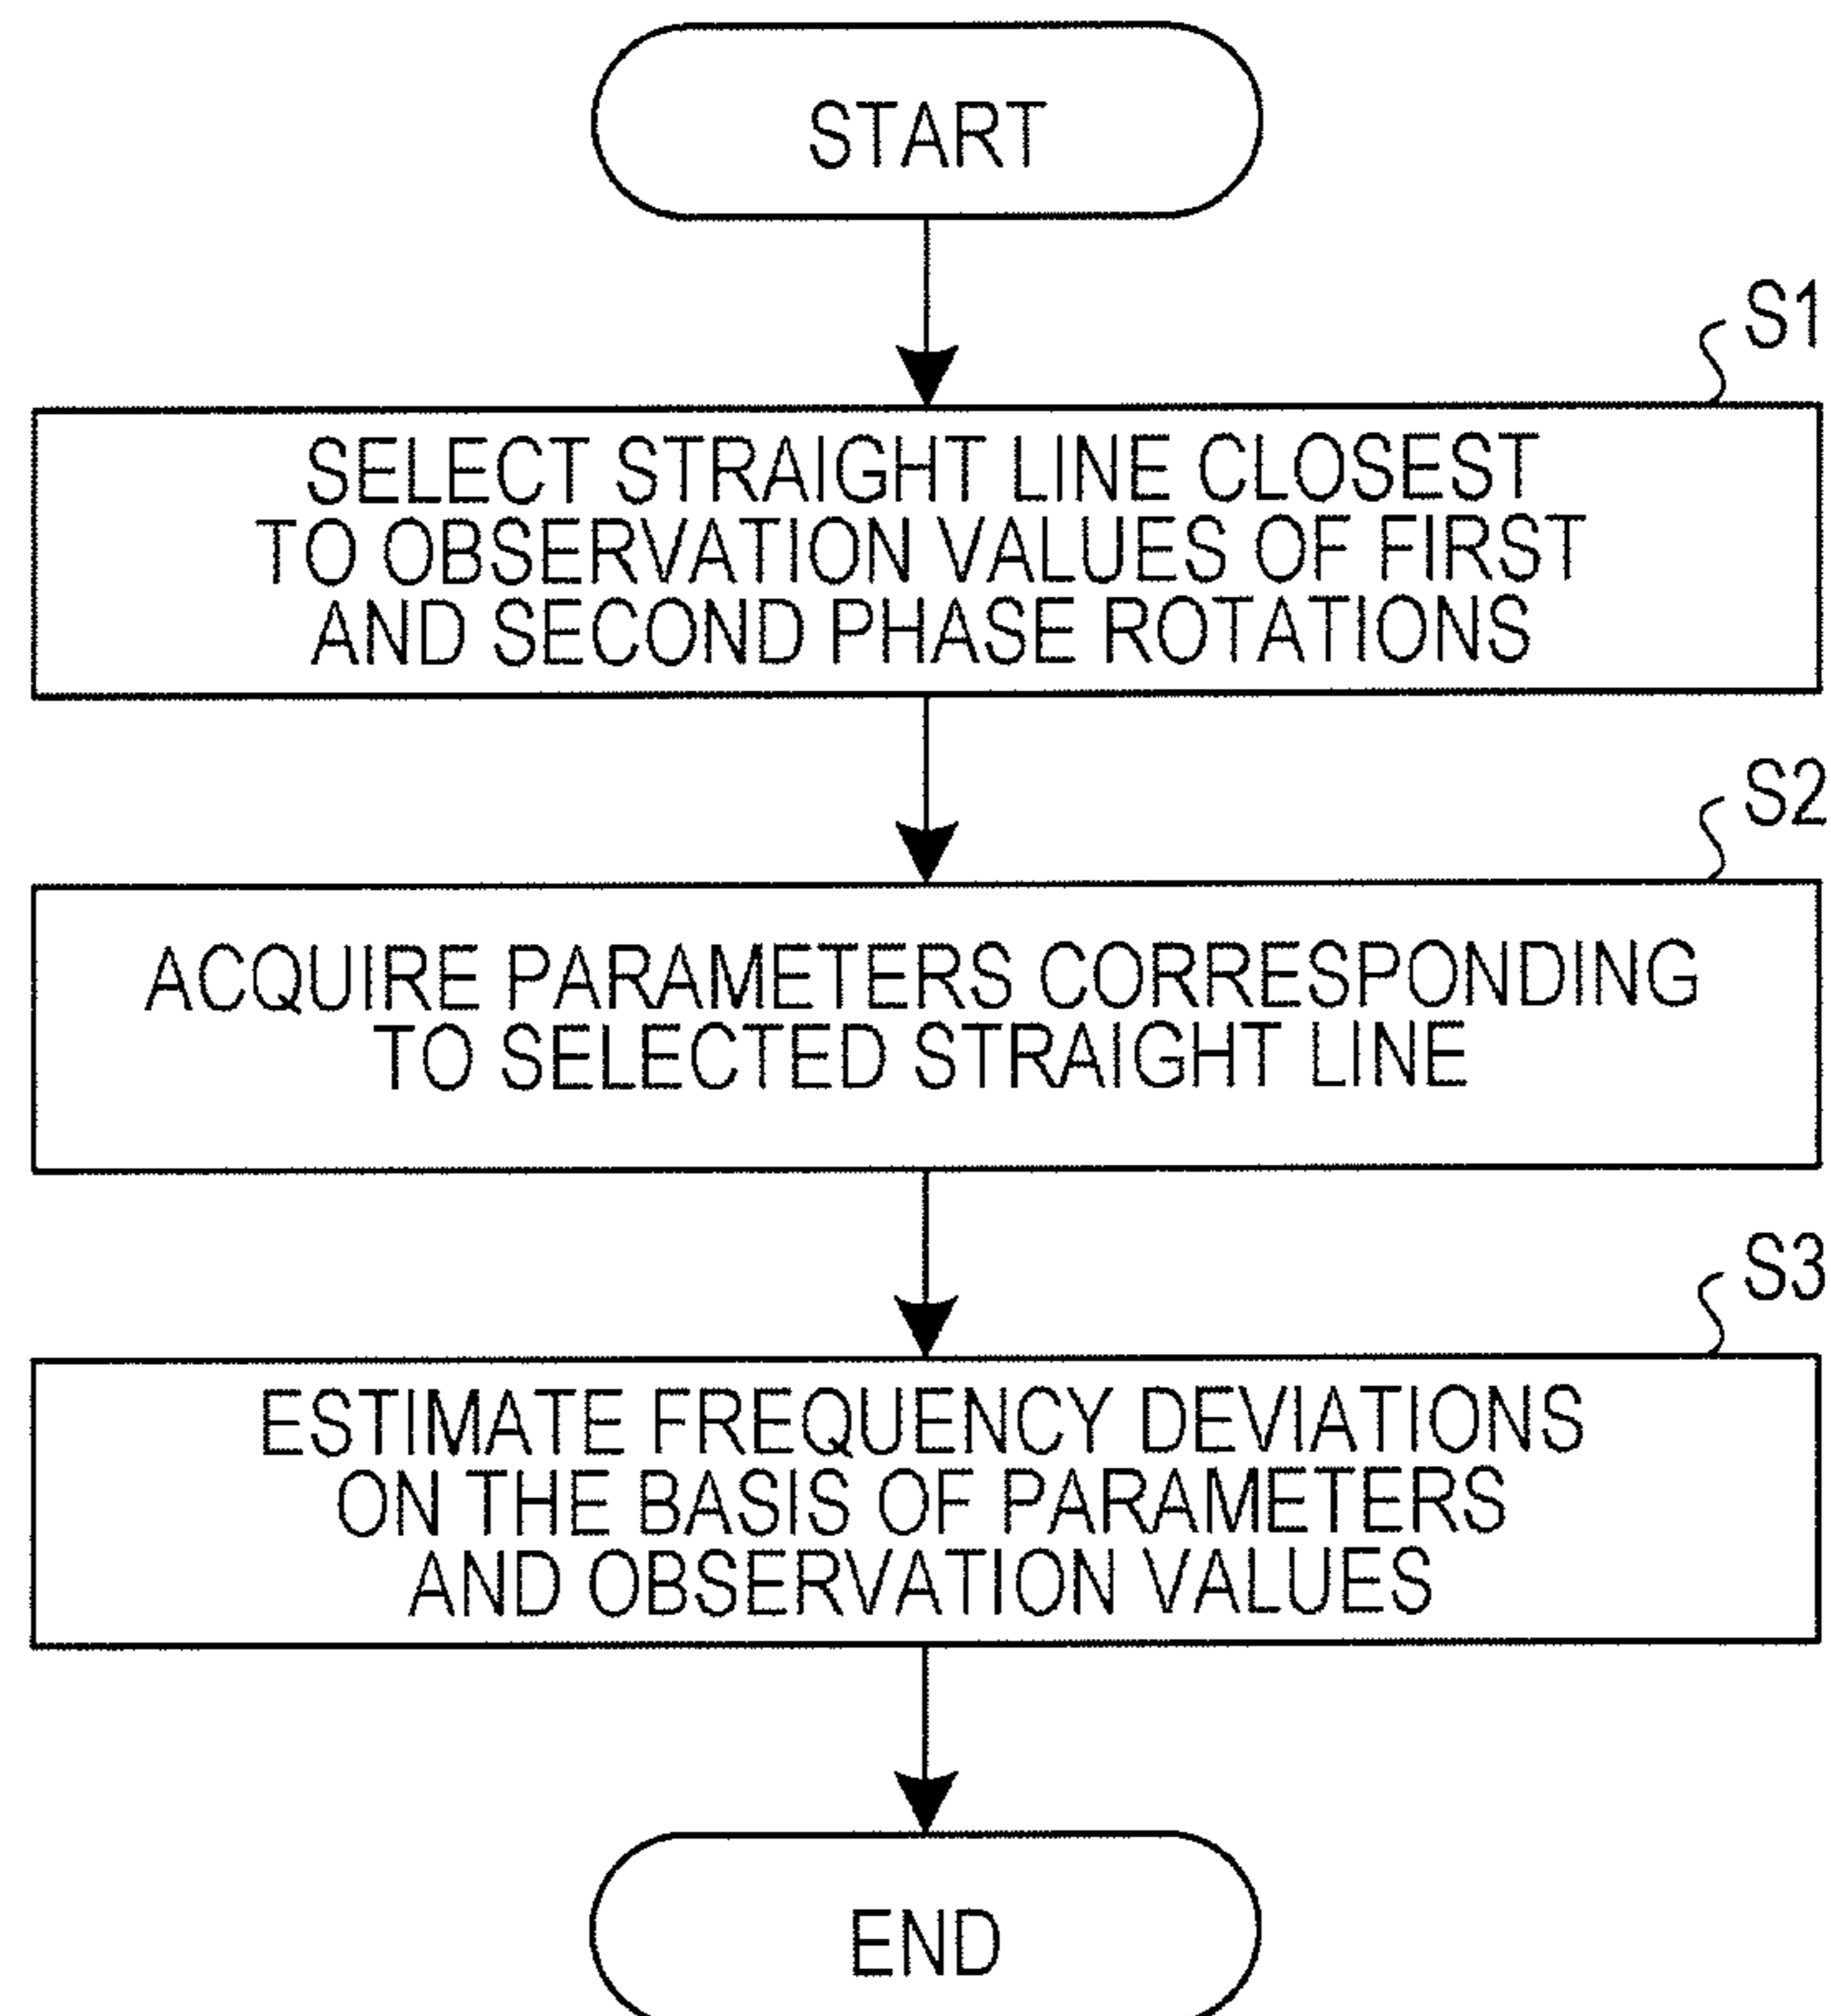 START
S1
SELECT STRAIGHT LINE CLOSEST
TO OBSERVATION VALUES OF FIRST
AND SECOND PHASE ROTATIONS
S2
ACQUIRE PARAMETERS CORRESPONDING
TO SELECTED STRAIGHT LINE
S3
ESTIMATE FREQUENCY DEVIATIONS
ON THE BASIS OF PARAMETERS
AND OBSERVATION VALUES
END